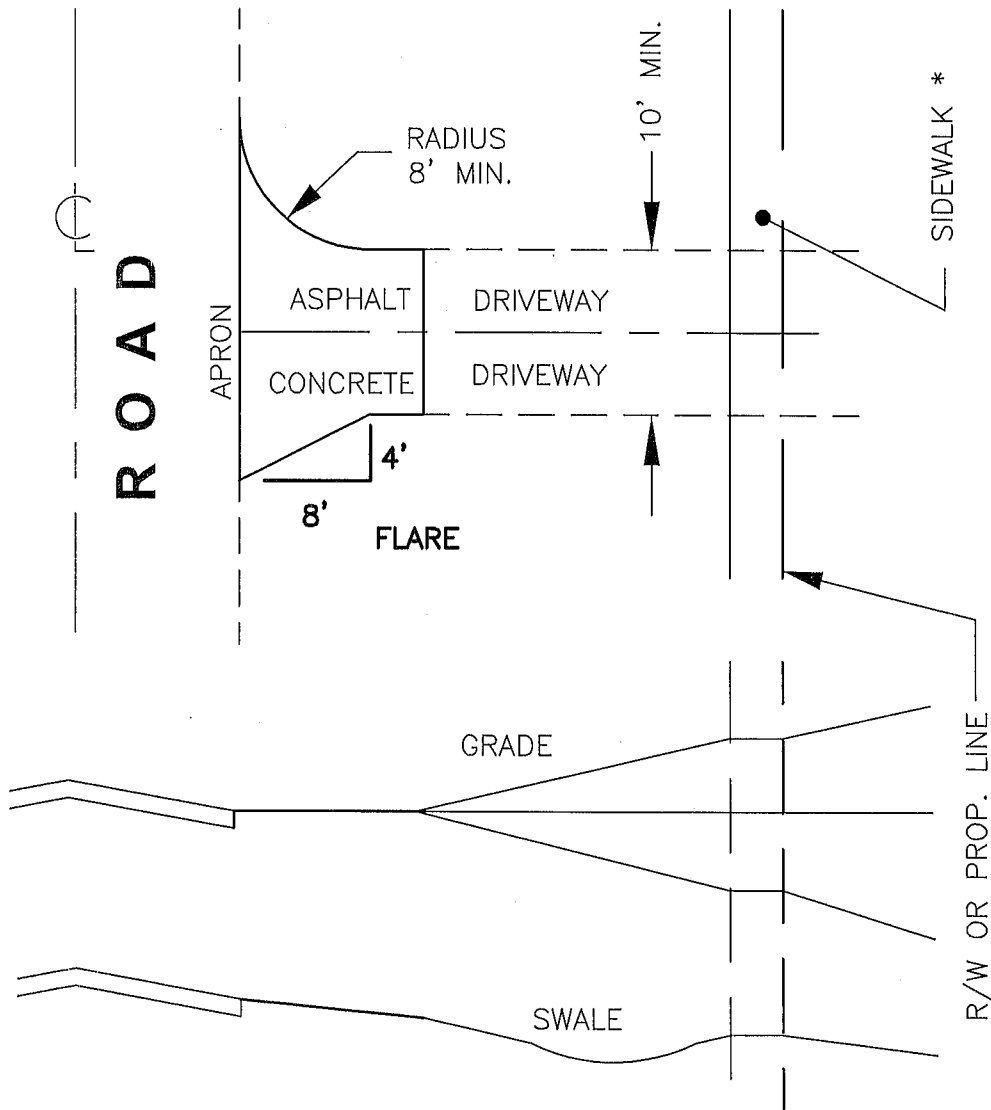 10' MIN.
SIDEWALK *
RADIUS
8' MIN.
℄
ROAD
APRON
ASPHALT
DRIVEWAY
CONCRETE
DRIVEWAY
4'
8'
FLARE
GRADE
R/W OR PROP. LINE
SWALE